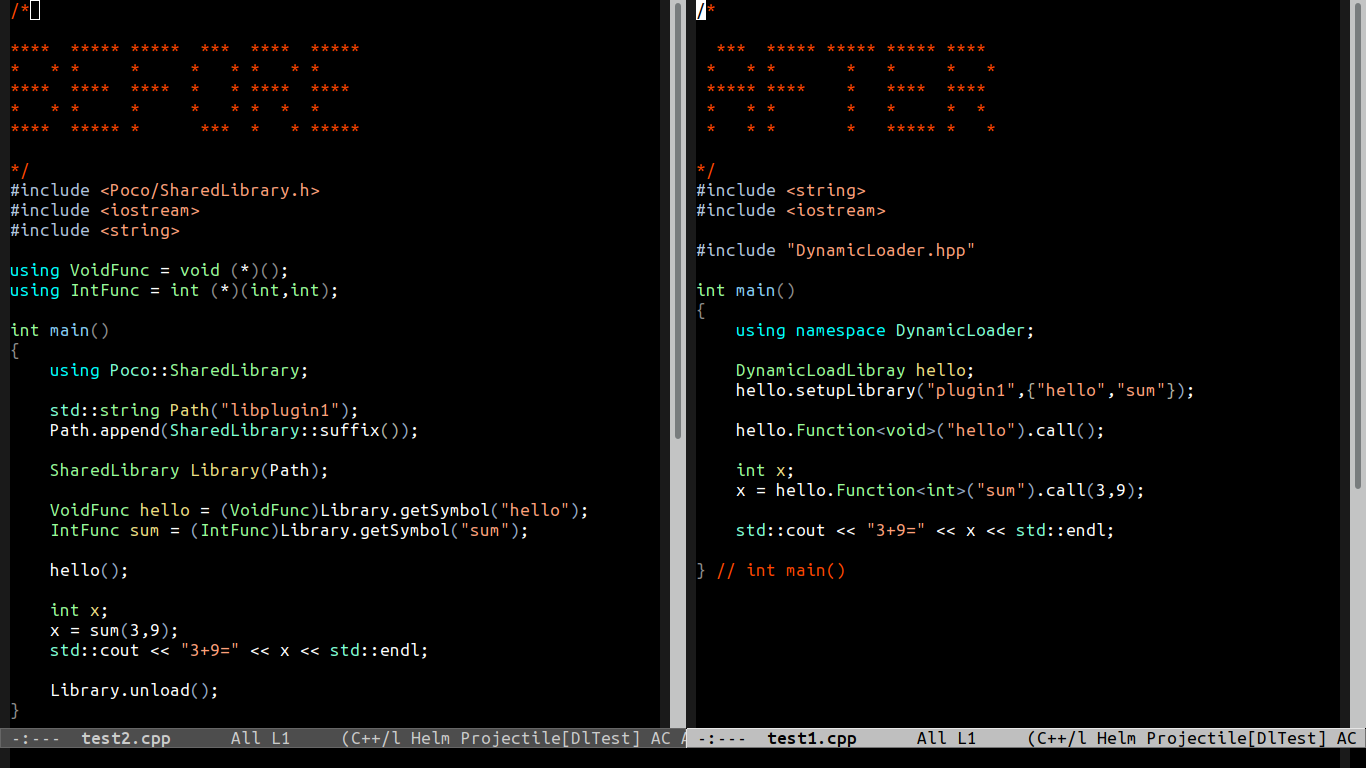 /*
****  ***** *****  ***  ****  *****
*   * *     *     *   * *   * *
****  ****  ****  *   * ****  ****
*   * *     *     *   * *  *  *
****  ***** *      ***  *   * *****
*/
#include <Poco/SharedLibrary.h>
#include <iostream>
#include <string>
using VoidFunc = void (*)();
using IntFunc = int (*)(int,int);
int main()
{
    using Poco::SharedLibrary;
    std::string Path("libplugin1");
    Path.append(SharedLibrary::suffix());
    SharedLibrary Library(Path);
    VoidFunc hello = (VoidFunc)Library.getSymbol("hello");
    IntFunc sum = (IntFunc)Library.getSymbol("sum");
    hello();
    int x;
    x = sum(3,9);
    std::cout << "3+9=" << x << std::endl;
    Library.unload();
}
-:---  test2.cpp      All L1     (C++/l Helm Projectile[DlTest] AC A
/*
  ***  ***** ***** ***** ****
 *   * *       *   *     *   *
 ***** ****    *   ****  ****
 *   * *       *   *     *  *
 *   * *       *   ***** *   *
*/
#include <string>
#include <iostream>
#include "DynamicLoader.hpp"
int main()
{
    using namespace DynamicLoader;
    DynamicLoadLibray hello;
    hello.setupLibrary("plugin1",{"hello","sum"});
    hello.Function<void>("hello").call();
    int x;
    x = hello.Function<int>("sum").call(3,9);
    std::cout << "3+9=" << x << std::endl;
} // int main()
-:---  test1.cpp      All L1     (C++/l Helm Projectile[DlTest] AC